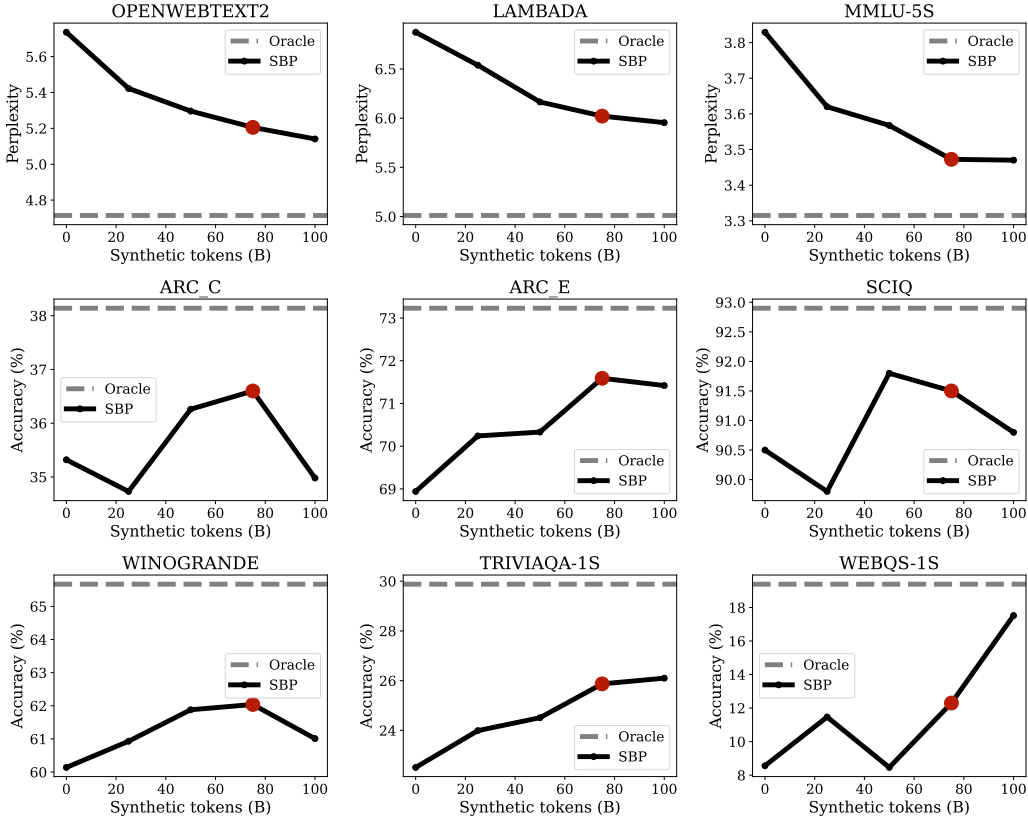 OPENWEBTEXT2
Perplexity
5.6
5.4
5.2
5.0
4.8
Oracle
SBP
0 20 40 60 80 100
Synthetic tokens (B)
LAMBADA
Perplexity
6.5
6.0
5.5
5.0
Oracle
SBP
0 20 40 60 80 100
Synthetic tokens (B)
MMLU-5S
Perplexity
3.8
3.7
3.6
3.5
3.4
3.3
Oracle
SBP
0 20 40 60 80 100
Synthetic tokens (B)
ARC_C
Accuracy (%)
38
37
36
35
Oracle
SBP
0 20 40 60 80 100
Synthetic tokens (B)
ARC_E
Accuracy (%)
73
72
71
70
69
Oracle
SBP
0 20 40 60 80 100
Synthetic tokens (B)
SCIQ
Accuracy (%)
93.0
92.5
92.0
91.5
91.0
90.5
90.0
Oracle
SBP
0 20 40 60 80 100
Synthetic tokens (B)
WINOGRANDE
Accuracy (%)
65
64
63
62
61
60
Oracle
SBP
0 20 40 60 80 100
Synthetic tokens (B)
TRIVIAQA-1S
Accuracy (%)
30
28
26
24
Oracle
SBP
0 20 40 60 80 100
Synthetic tokens (B)
WEBQS-1S
Accuracy (%)
18
16
14
12
10
8
Oracle
SBP
0 20 40 60 80 100
Synthetic tokens (B)